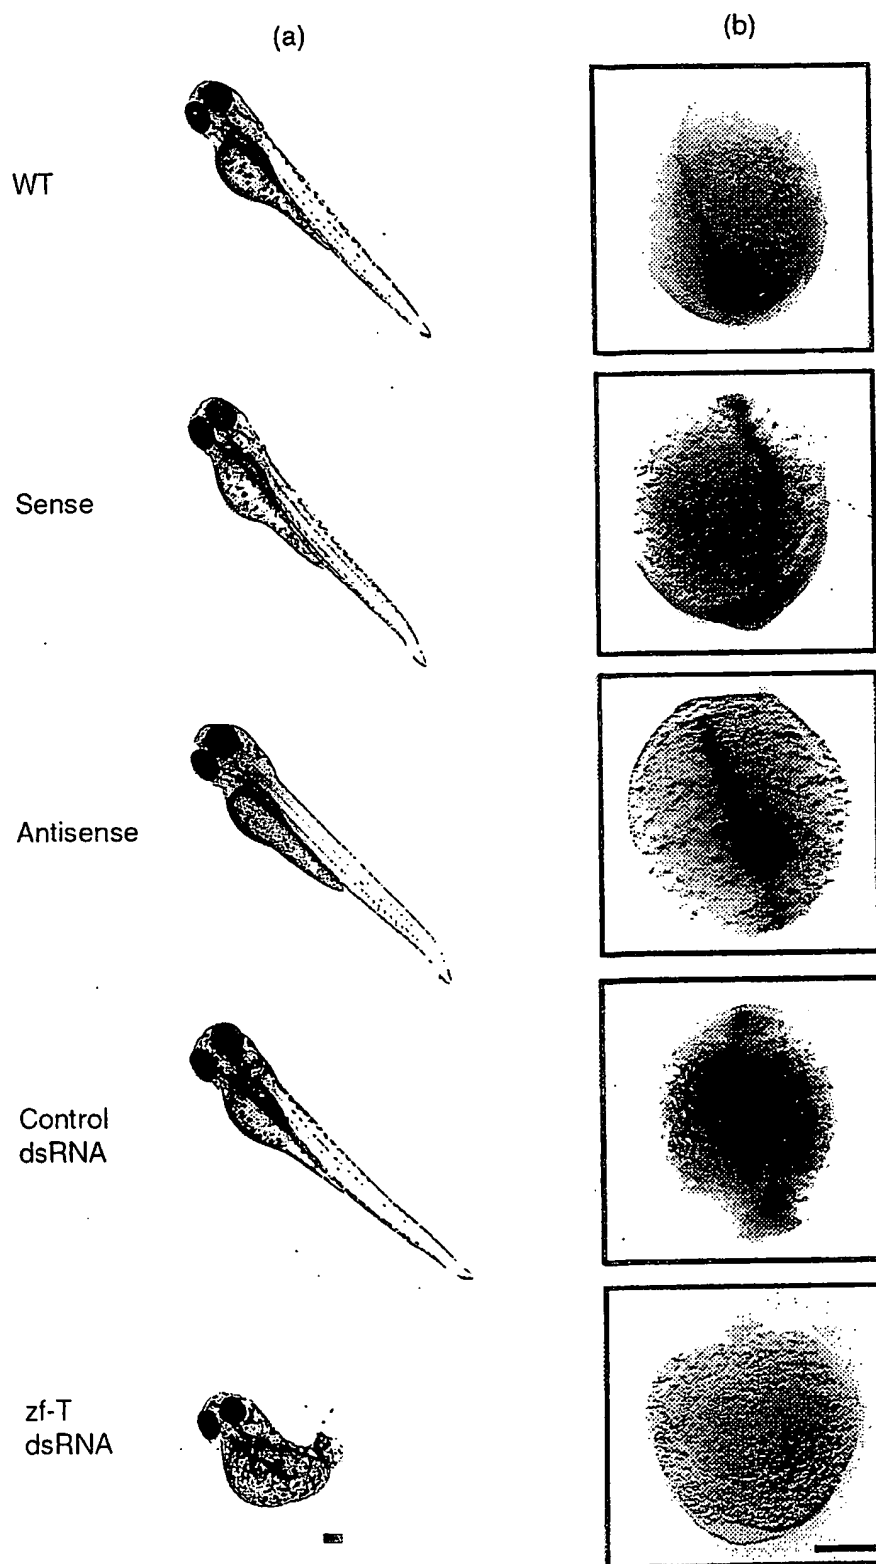 (a)
(b)
WT
Sense
Antisense
Control
dsRNA
zf-T
dsRNA